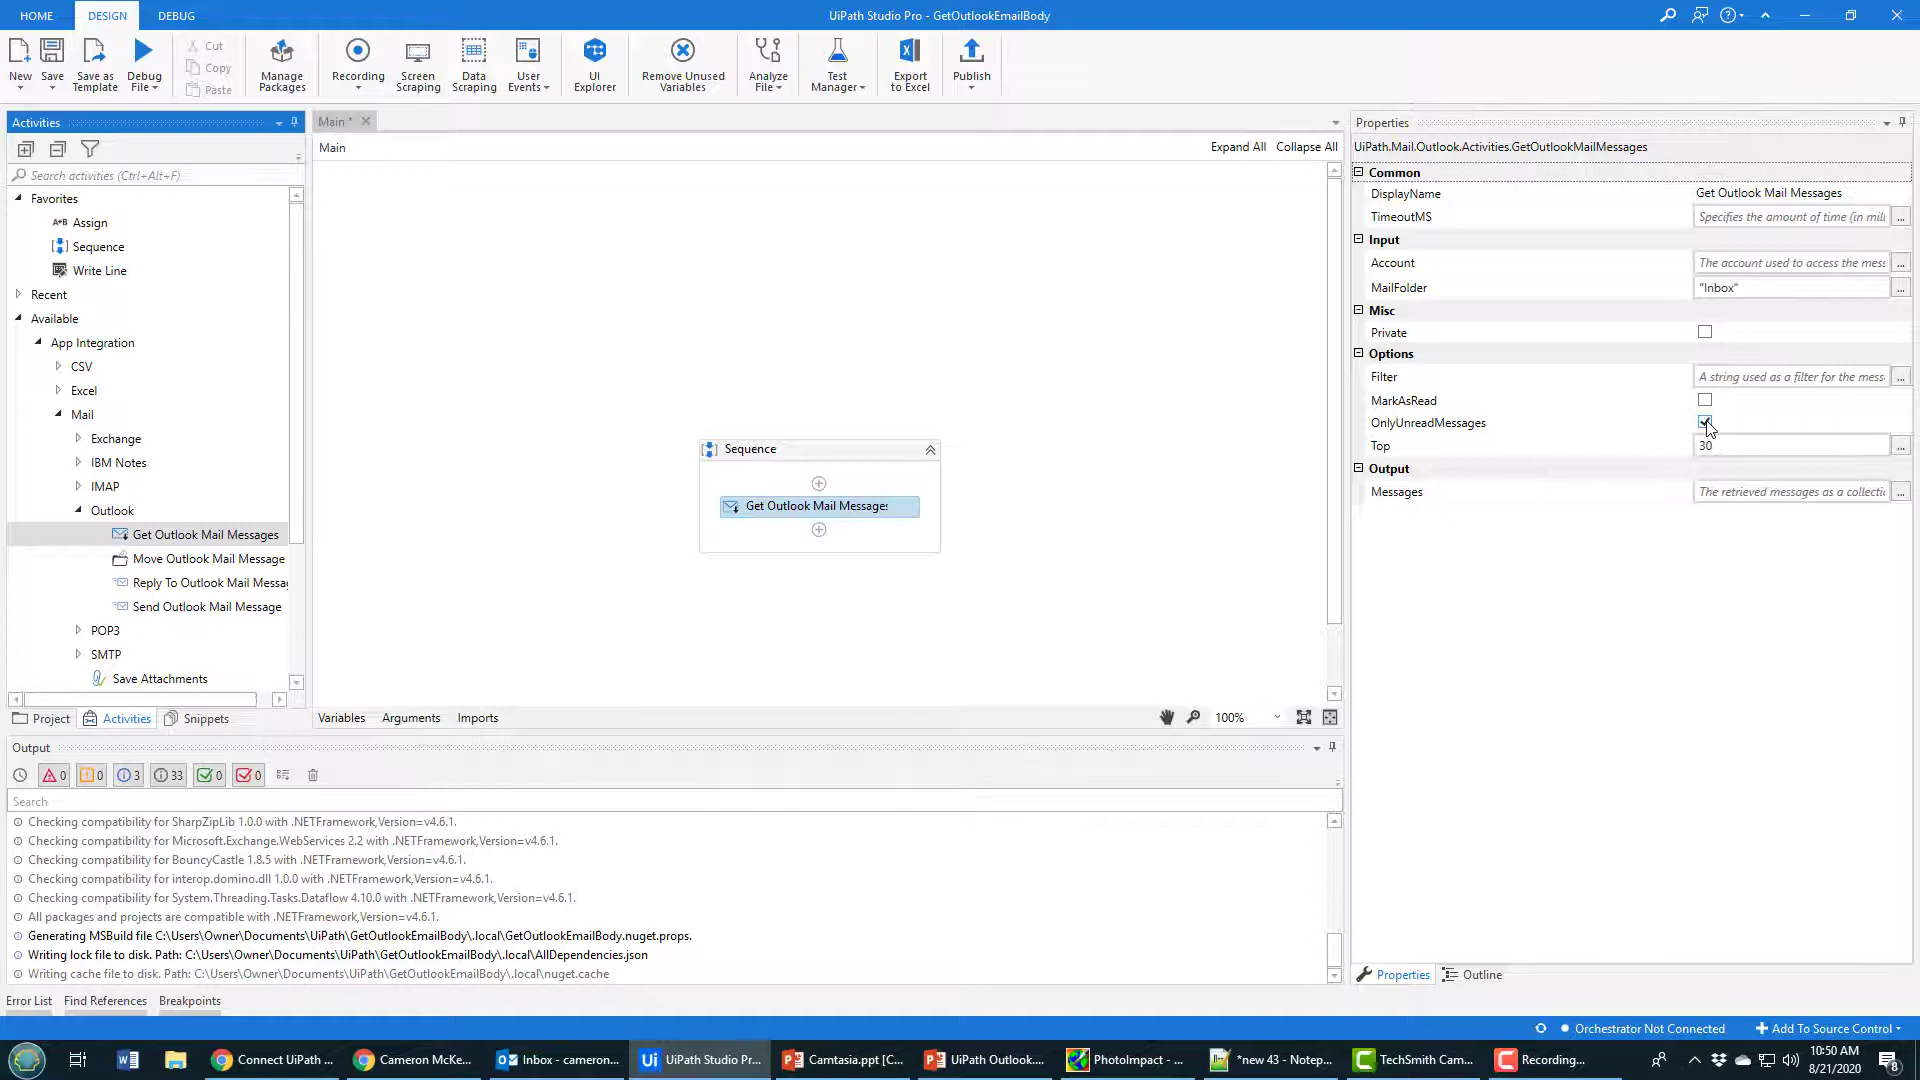 HOME
DESIGN
DEBUG
UiPath Studio Pro - GetOutlookEmailBody
New
Save
Save as Template
Debug File
Cut
Copy
Paste
Manage Packages
Recording
Screen Scraping
Data Scraping
User Events
UI Explorer
Remove Unused Variables
Analyze File
Test Manager
Export to Excel
Publish
Activities
Search activities (Ctrl+Alt+F)
Favorites
A+B Assign
Sequence
Write Line
Recent
Available
App Integration
CSV
Excel
Mail
Exchange
IBM Notes
IMAP
Outlook
Get Outlook Mail Messages
Move Outlook Mail Message
Reply To Outlook Mail Messa
Send Outlook Mail Message
POP3
SMTP
Save Attachments
Project
Activities
Snippets
Main *
Main
Expand All
Collapse All
Sequence
Get Outlook Mail Messages
Variables
Arguments
Imports
100%
Properties
UiPath.Mail.Outlook.Activities.GetOutlookMailMessages
Common
DisplayName Get Outlook Mail Messages
TimeoutMS Specifies the amount of time (in mill
Input
Account The account used to access the mess
MailFolder "Inbox"
Misc
Private
Options
Filter A string used as a filter for the mess
MarkAsRead
OnlyUnreadMessages
Top 30
Output
Messages The retrieved messages as a collecti
Properties
Outline
Output
0
0
3
33
0
0
Search
Checking compatibility for SharpZipLib 1.0.0 with .NETFramework,Version=v4.6.1.
Checking compatibility for Microsoft.Exchange.WebServices 2.2 with .NETFramework,Version=v4.6.1.
Checking compatibility for BouncyCastle 1.8.5 with .NETFramework,Version=v4.6.1.
Checking compatibility for interop.domino.dll 1.0.0 with .NETFramework,Version=v4.6.1.
Checking compatibility for System.Threading.Tasks.Dataflow 4.10.0 with .NETFramework,Version=v4.6.1.
All packages and projects are compatible with .NETFramework,Version=v4.6.1.
Generating MSBuild file C:\Users\Owner\Documents\UiPath\GetOutlookEmailBody\.local\GetOutlookEmailBody.nuget.props.
Writing lock file to disk. Path: C:\Users\Owner\Documents\UiPath\GetOutlookEmailBody\.local\AllDependencies.json
Writing cache file to disk. Path: C:\Users\Owner\Documents\UiPath\GetOutlookEmailBody\.local\nuget.cache
Error List
Find References
Breakpoints
Orchestrator Not Connected
Add To Source Control
Connect UiPath ...
Cameron McKe...
Inbox - cameron...
Ui UiPath Studio Pr...
Camtasia.ppt [C...
UiPath Outlook....
PhotoImpact - ...
*new 43 - Notep...
TechSmith Cam...
Recording...
10:50 AM
8/21/2020
8